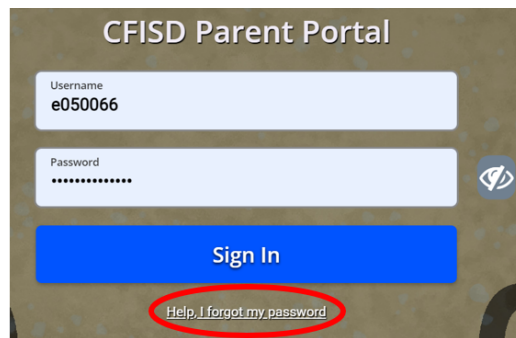 CFISD Parent Portal
Username
e050066
Password
••••••••••••••
Sign In
Help, I forgot my password